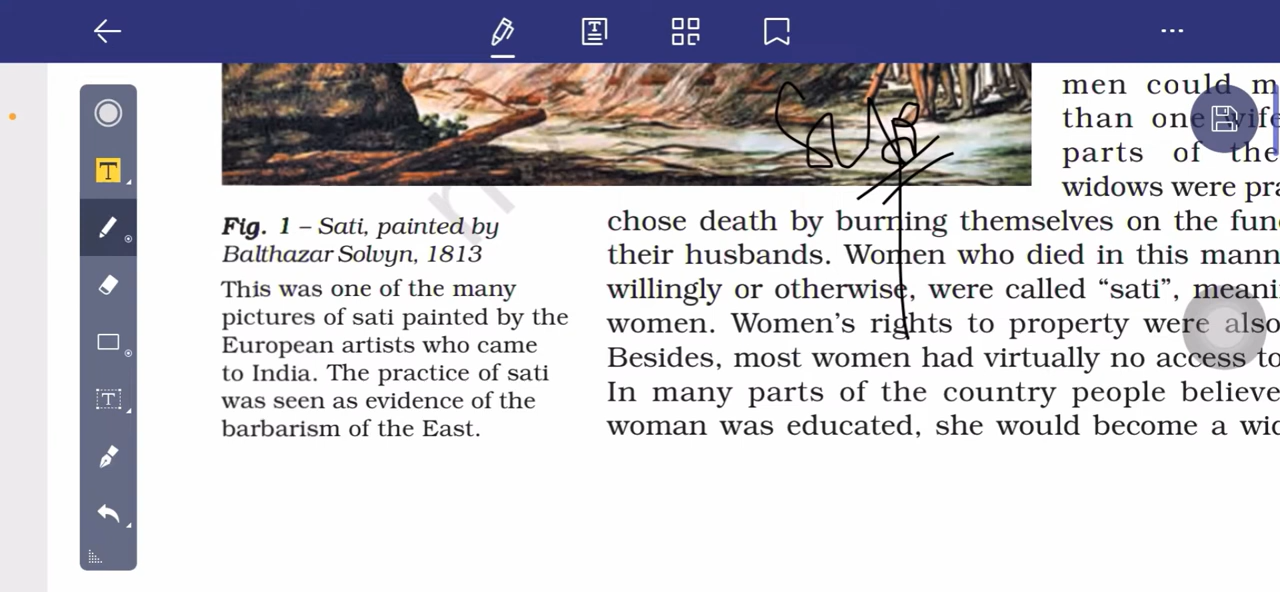 men could m
than one wife
parts of the
widows were pra
Fig. 1 – Sati, painted by
Balthazar Solvyn, 1813
This was one of the many
pictures of sati painted by the
European artists who came
to India. The practice of sati
was seen as evidence of the
barbarism of the East.
chose death by burning themselves on the fun
their husbands. Women who died in this mann
willingly or otherwise, were called “sati”, meani
women. Women’s rights to property were also
Besides, most women had virtually no access to
In many parts of the country people believe
woman was educated, she would become a wid